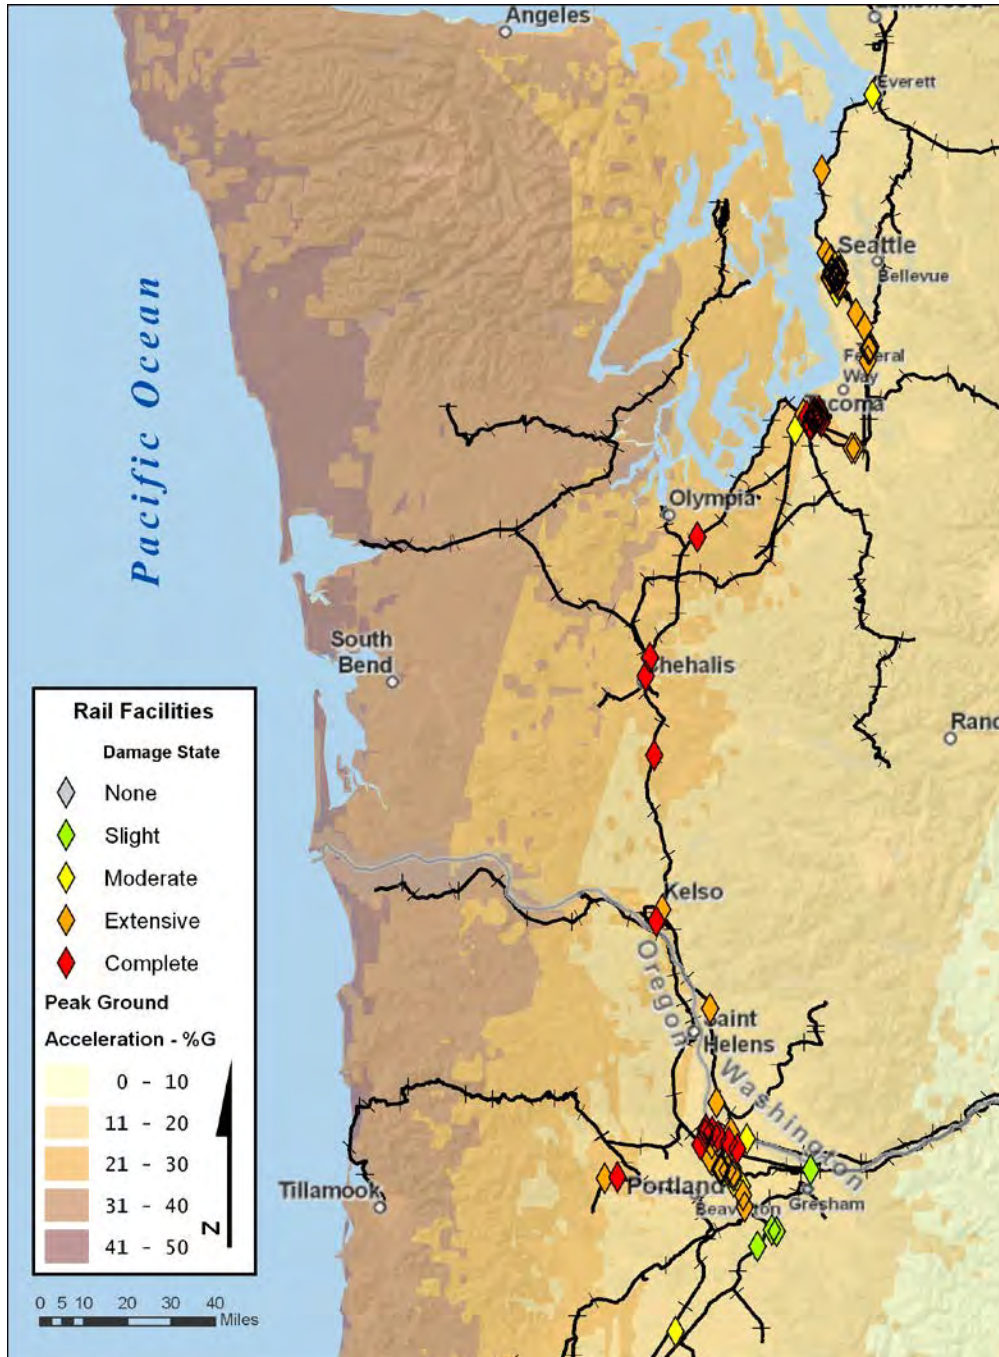 Angeles
Everett
Seattle
Bellevue
Federal
Way
Tacoma
Pacific Ocean
Olympia
South
Bend
Chehalis
Rand
Rail Facilities
Damage State
None
Slight
Moderate
Extensive
Complete
Peak Ground
Acceleration - %G
0 - 10
11 - 20
21 - 30
31 - 40
41 - 50
N
0 5 10 20 30 40
Miles
Kelso
Oregon
Washington
Saint
Helens
Tillamook
Portland
Gresham
Beaverton